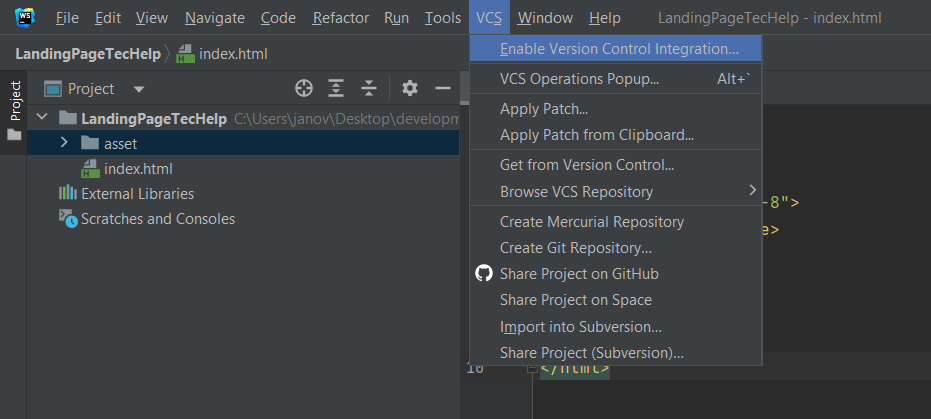 WS File Edit View Navigate Code Refactor Run Tools VCS Window Help LandingPageTecHelp - index.html
LandingPageTecHelp index.html
Project
Project
LandingPageTecHelp C:\Users\janov\Desktop\developm
asset
index.html
External Libraries
Scratches and Consoles
Enable Version Control Integration...
VCS Operations Popup... Alt+`
Apply Patch...
Apply Patch from Clipboard...
Get from Version Control...
Browse VCS Repository
Create Mercurial Repository
Create Git Repository...
Share Project on GitHub
Share Project on Space
Import into Subversion...
Share Project (Subversion)...
-8">
e>
10 </html>